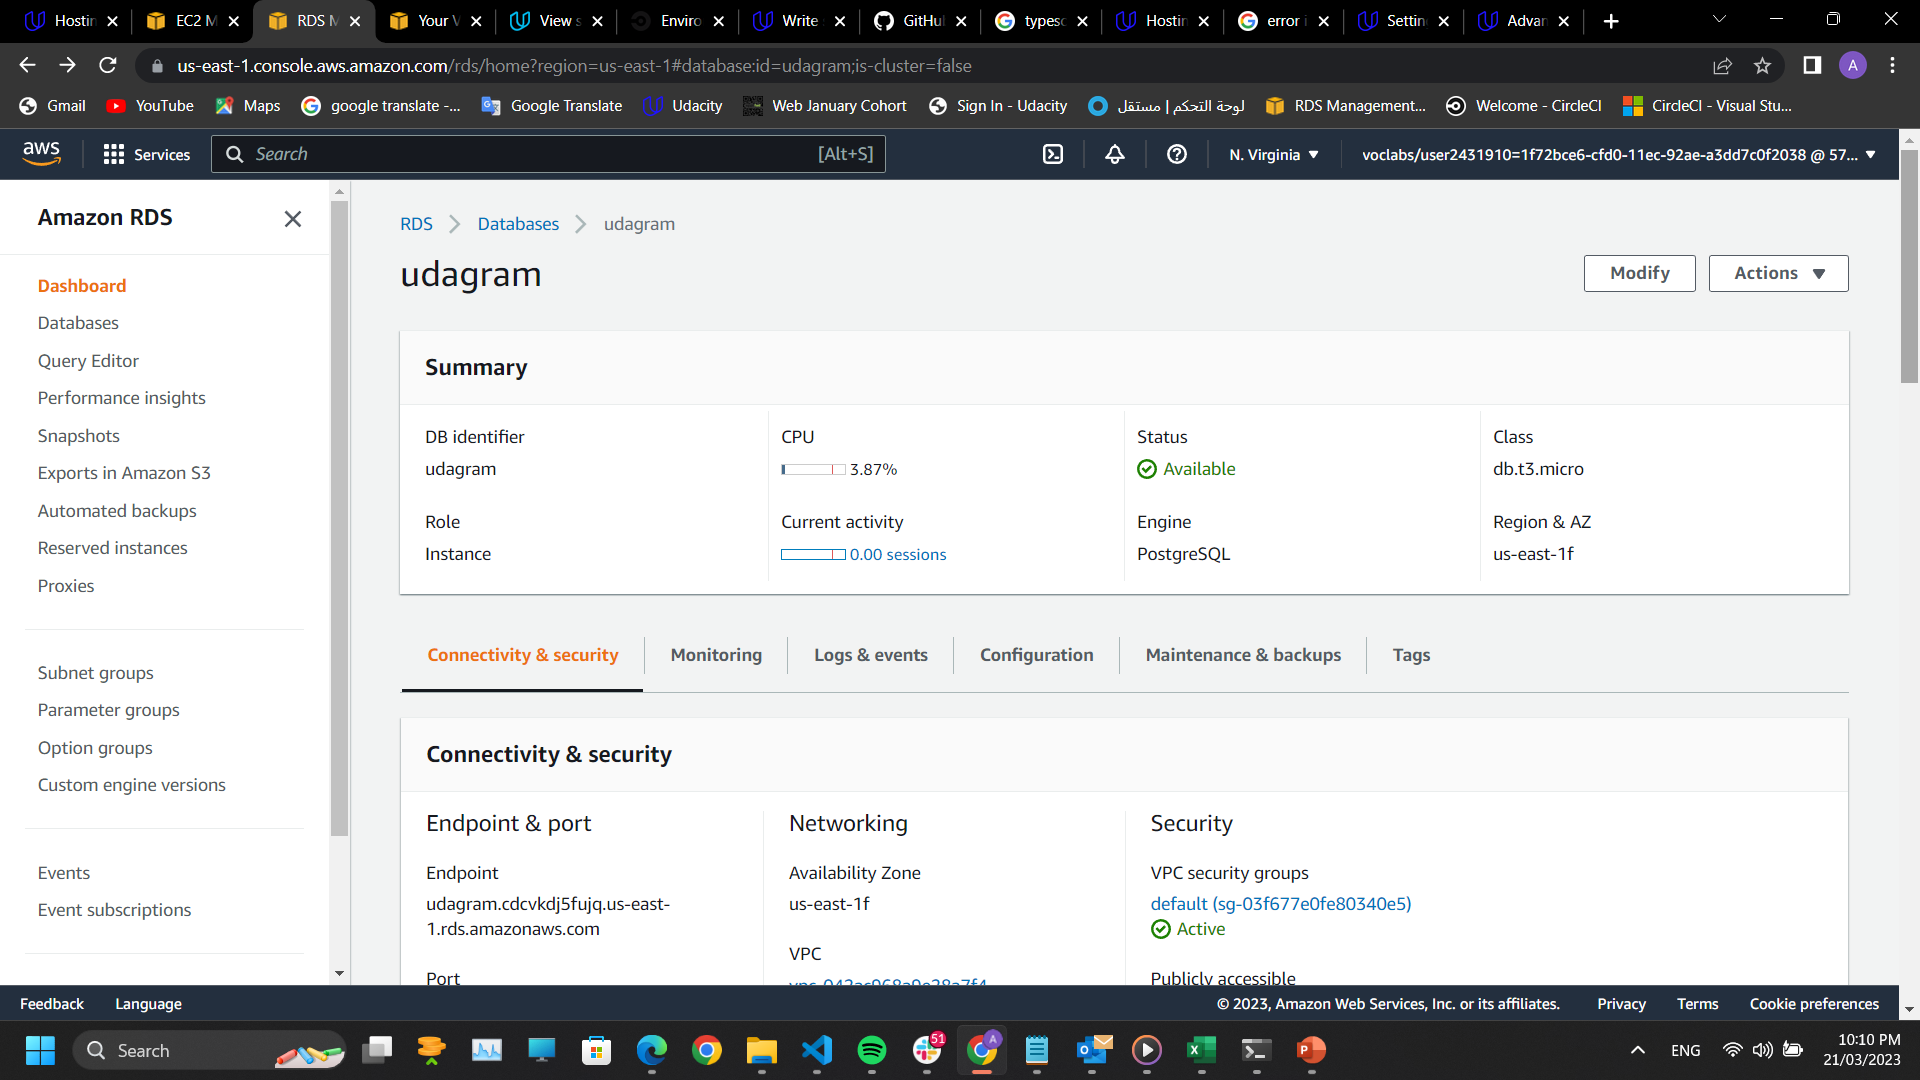 Hostin
EC2 M
RDS M
Your V
View s
Enviro
Write
GitHub
typesc
Hostin
error i
Settin
Advan
us-east-1.console.aws.amazon.com/rds/home?region=us-east-1#database:id=udagram;is-cluster=false
A
Gmail
YouTube
Maps
google translate -...
Google Translate
Udacity
Web January Cohort
Sign In - Udacity
لوحة التحكم | مستقل
RDS Management...
Welcome - CircleCI
CircleCI - Visual Stu...
aws
Services
Search
[Alt+S]
N. Virginia
voclabs/user2431910=1f72bce6-cfd0-11ec-92ae-a3dd7c0f2038 @ 57...
Amazon RDS
Dashboard
Databases
Query Editor
Performance insights
Snapshots
Exports in Amazon S3
Automated backups
Reserved instances
Proxies
Subnet groups
Parameter groups
Option groups
Custom engine versions
Events
Event subscriptions
RDS
Databases
udagram
udagram
Modify
Actions
Summary
DB identifier
udagram
CPU
3.87%
Status
Available
Class
db.t3.micro
Role
Instance
Current activity
0.00 sessions
Engine
PostgreSQL
Region & AZ
us-east-1f
Connectivity & security
Monitoring
Logs & events
Configuration
Maintenance & backups
Tags
Connectivity & security
Endpoint & port
Endpoint
udagram.cdcvkdj5fujq.us-east-
1.rds.amazonaws.com
Port
Networking
Availability Zone
us-east-1f
VPC
Security
VPC security groups
default (sg-03f677e0fe80340e5)
Active
Publicly accessible
Feedback
Language
© 2023, Amazon Web Services, Inc. or its affiliates.
Privacy
Terms
Cookie preferences
Search
51
A
ENG
10:10 PM
21/03/2023